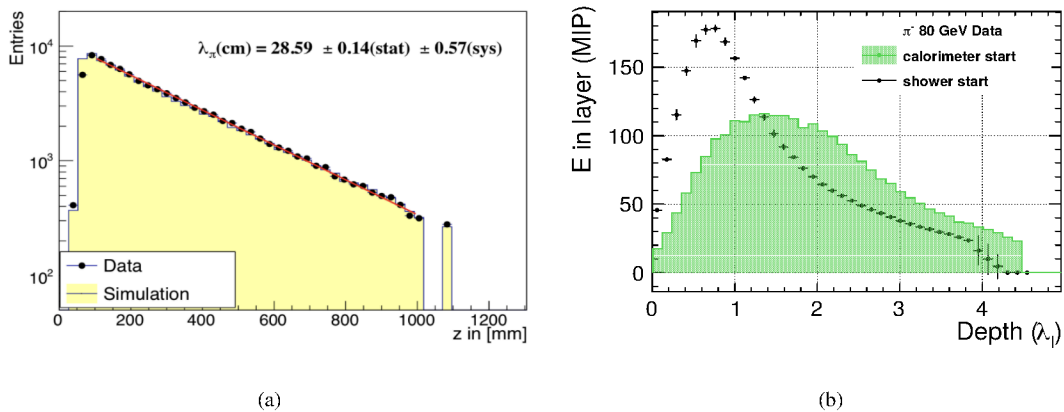 Entries
10⁴
10³
10²
λπ(cm) = 28.59 ± 0.14(stat) ± 0.57(sys)
Data
Simulation
0 200 400 600 800 1000 1200
z in [mm]
(a)
E in layer (MIP)
150
100
50
0
π⁻ 80 GeV Data
calorimeter start
shower start
0 1 2 3 4
Depth (λI)
(b)